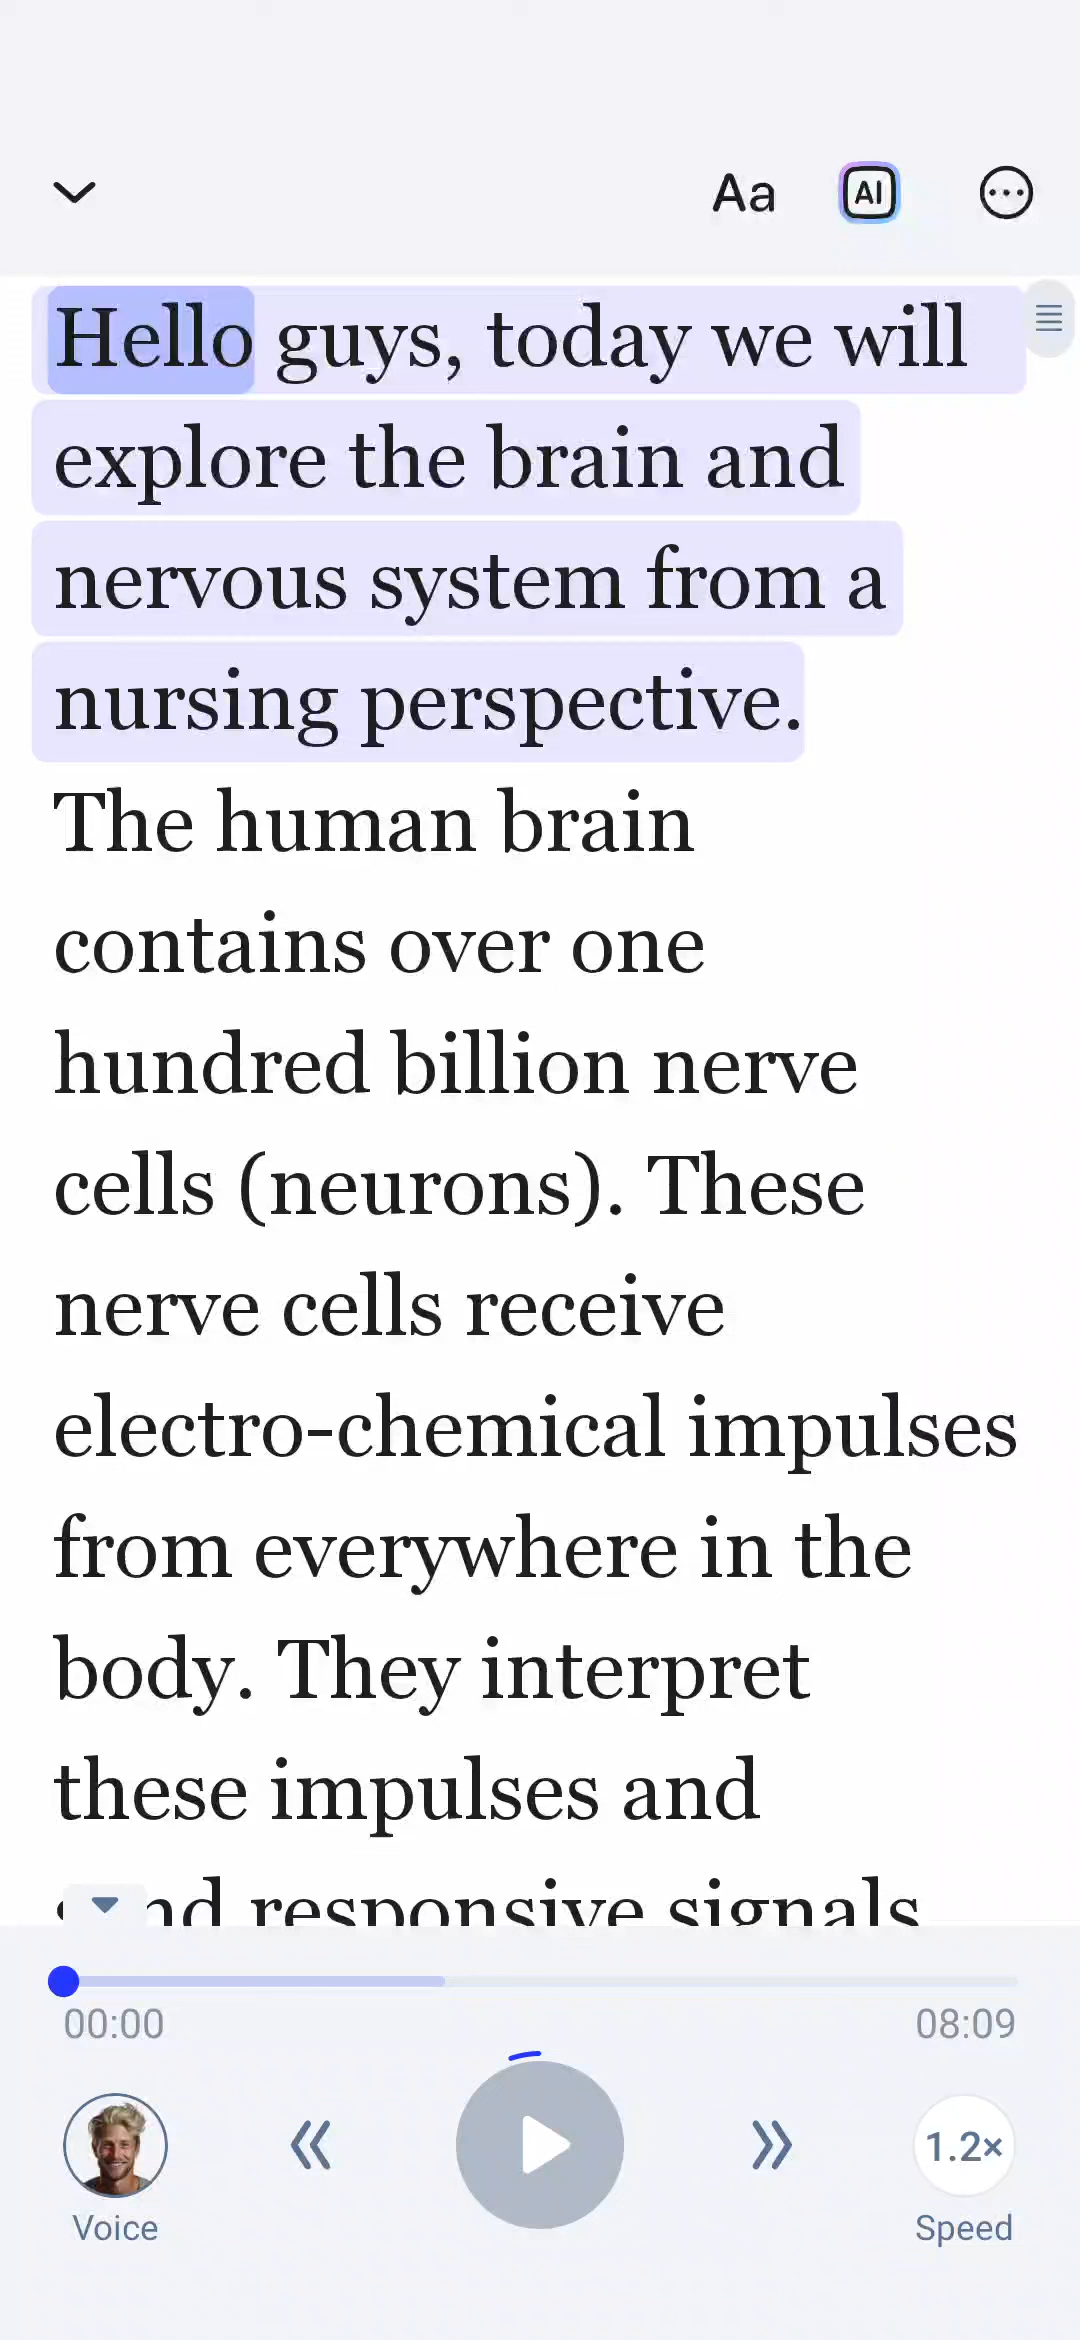 Aa
AI
Hello guys, today we will
explore the brain and
nervous system from a
nursing perspective.
The human brain
contains over one
hundred billion nerve
cells (neurons). These
nerve cells receive
electro-chemical impulses
from everywhere in the
body. They interpret
these impulses and
responsive signals
00:00
08:09
1.2×
Voice
Speed